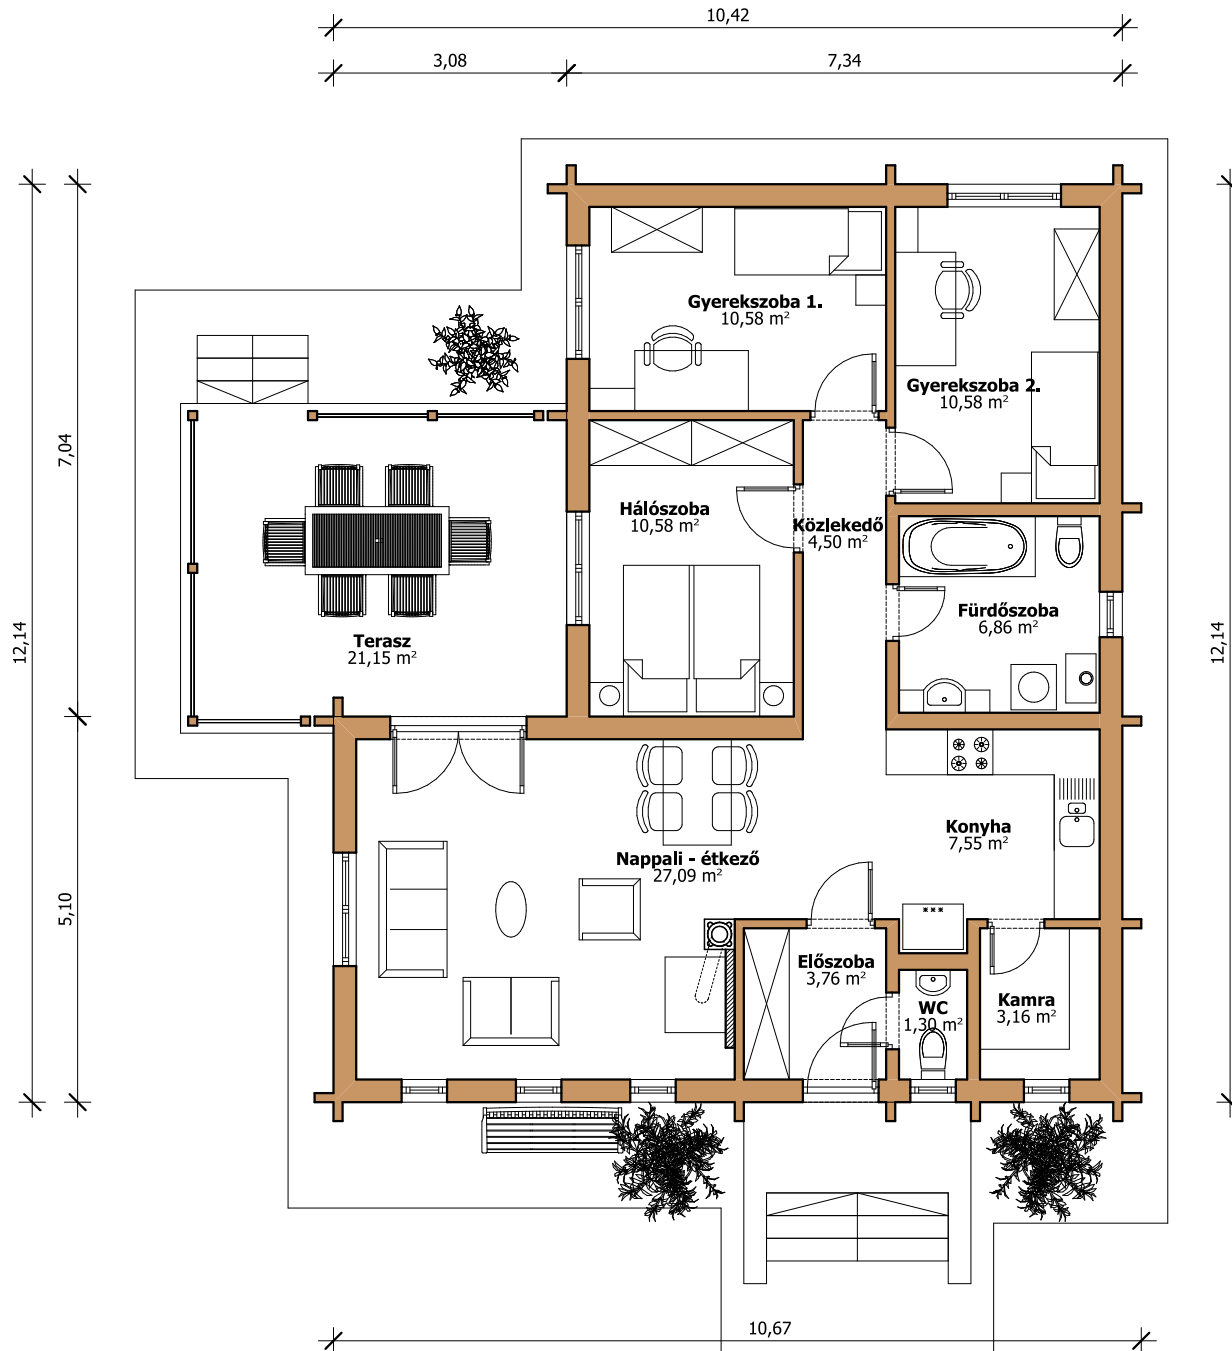 10,42
3,08
7,34
Gyerekszoba 1.
10,58 m²
Gyerekszoba 2.
10,58 m²
7,04
Hálószoba
10,58 m²
Közlekedő
4,50 m²
Fürdőszoba
6,86 m²
Terasz
21,15 m²
12,14
12,14
Konyha
7,55 m²
Nappali - étkező
27,09 m²
5,10
***
Előszoba
3,76 m²
WC
1,30 m²
Kamra
3,16 m²
10,67